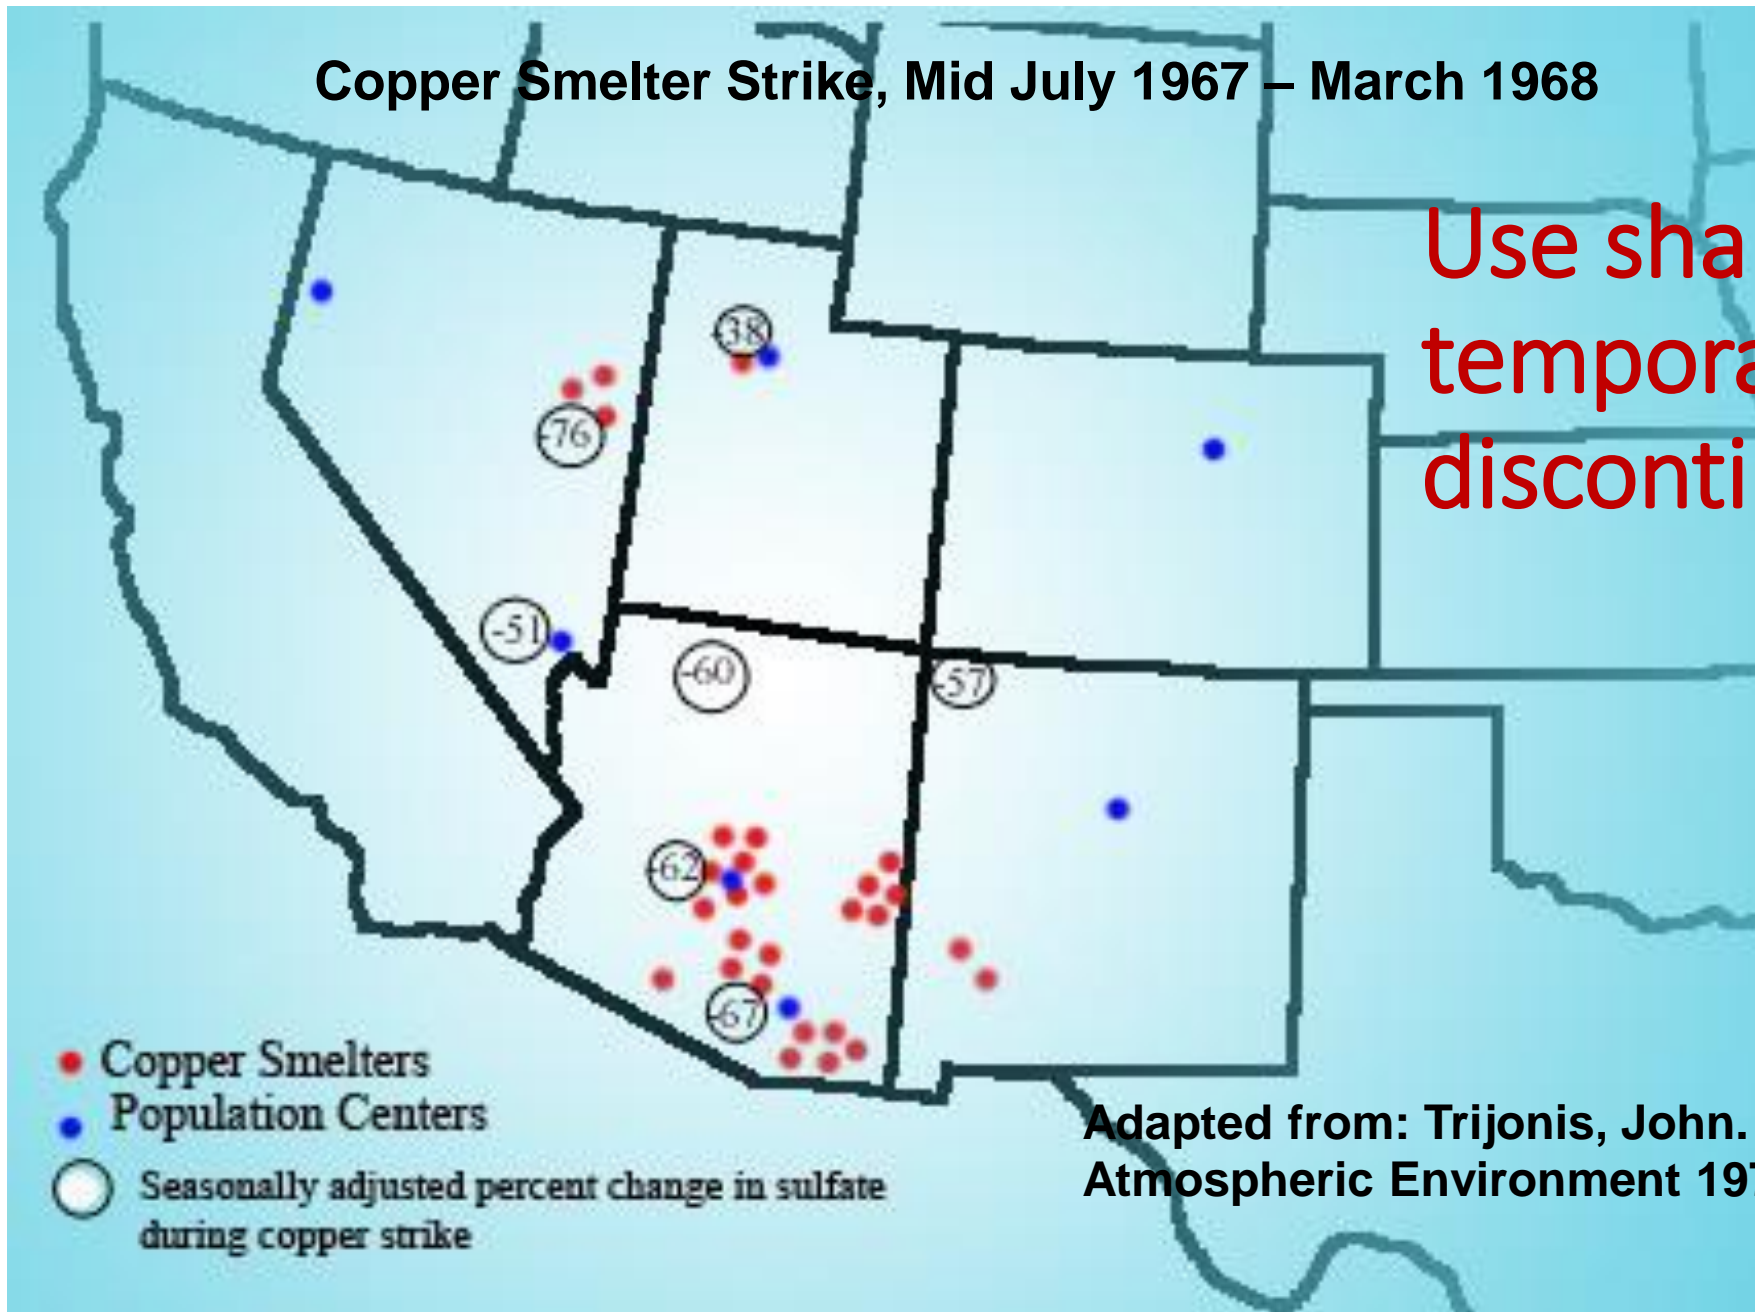 Copper Smelter Strike, Mid July 1967 – March 1968
Use sha
tempora
disconti
-38
-76
-51
-60
-57
-62
-67
Copper Smelters
Population Centers
Seasonally adjusted percent change in sulfate
during copper strike
Adapted from: Trijonis, John.
Atmospheric Environment 197